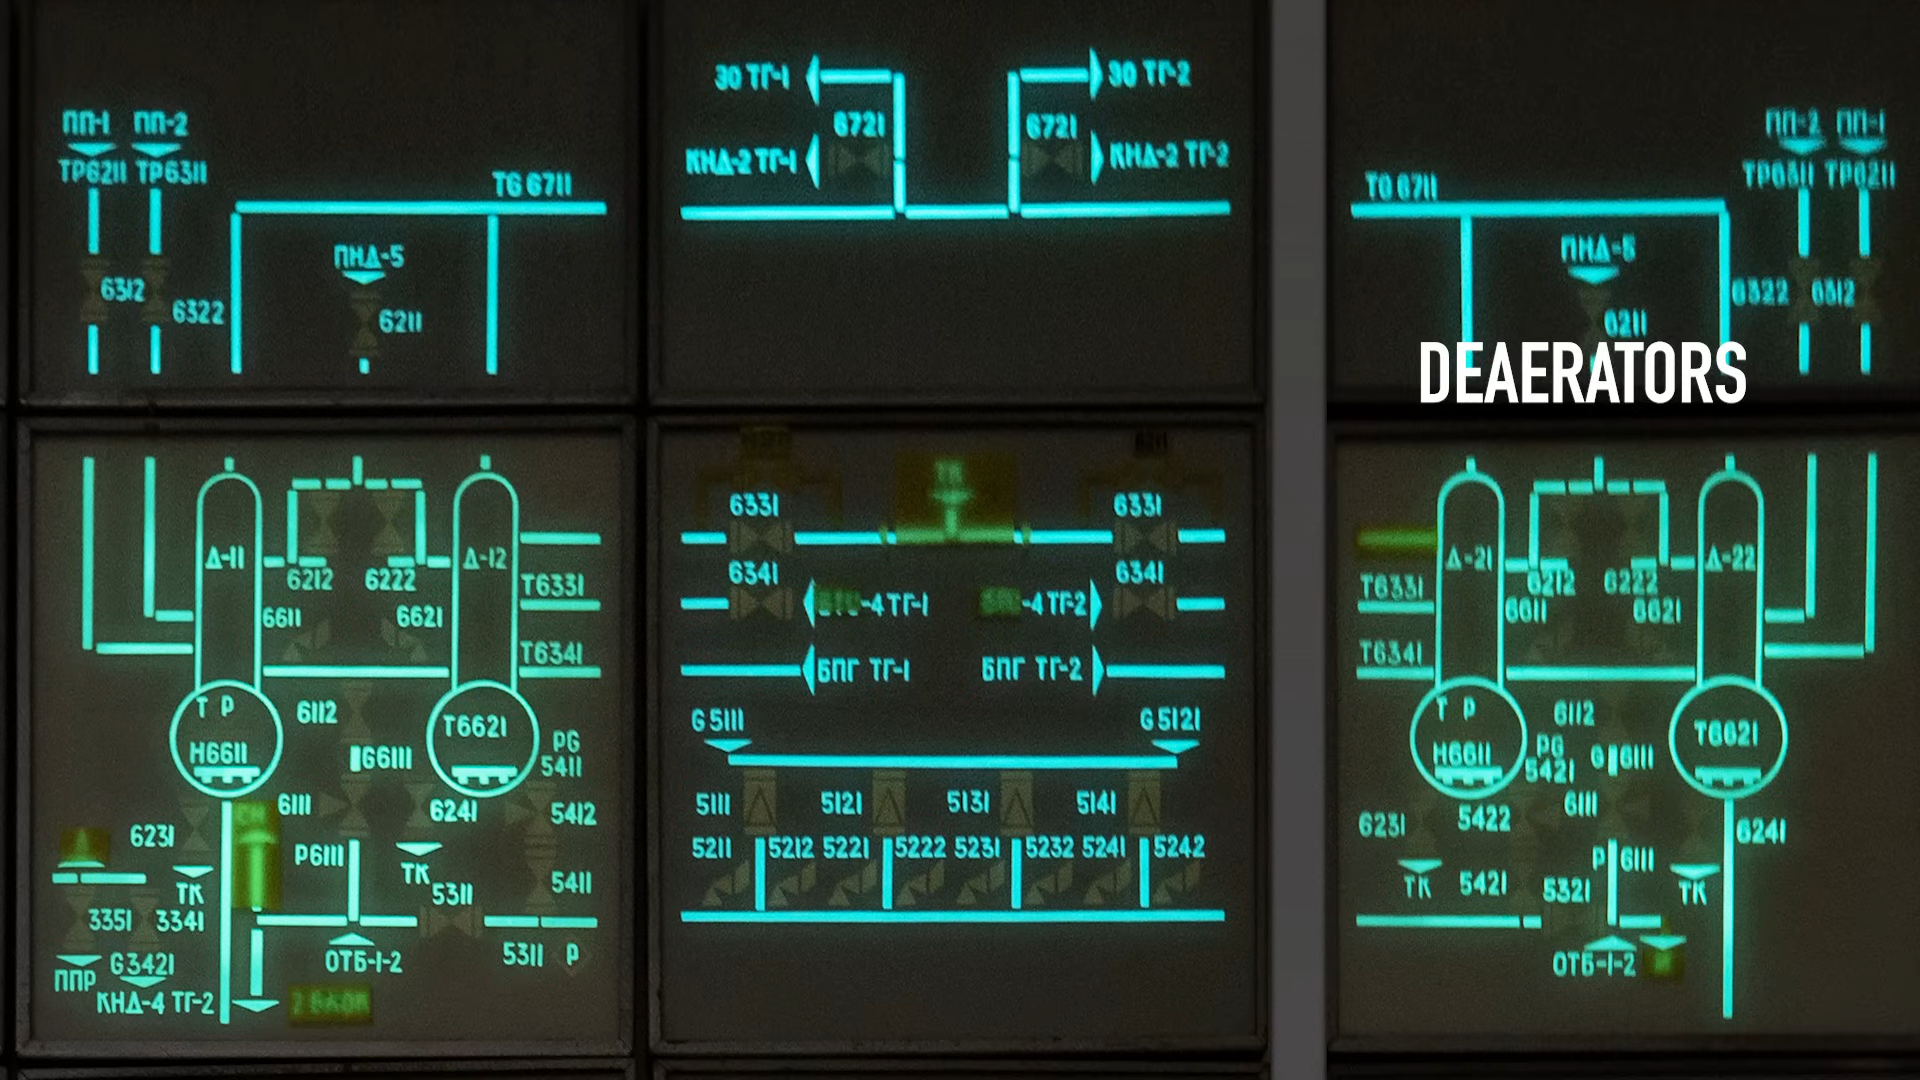 ЗО ТГ-1
ЗО ТГ-2
6721
6721
КНД-2 ТГ-1
КНД-2 ТГ-2
ПП-1 ПП-2
ТР6211 ТР6311
TG 6711
ПНД-5
6312
6322
6211
ПП-2 ПП-1
ТР6311 ТР6211
TG 6711
ПНД-5
6322 6312
6211
DEAERATORS
Д-11
Д-12
6212 6222
Т6331
6611
6621
Т6341
Т Р
Н6611
6112
Т6621
G6111
PG
5411
6111
6241
5412
6231
Р6111
ТК
ТК
5311
5411
3351 3341
ОТБ-1-2
5311 Р
ППР
G3421
КНД-4 ТГ-2
ТК
6331
6331
6341
6341
-4 ТГ-1
-4 ТГ-2
БПГ ТГ-1
БПГ ТГ-2
G 5111
G 5121
5111 5121 5131 5141
5211 5212 5221 5222 5231 5232 5241 5242
Д-21
Д-22
6212 6222
Т6331
6611
6621
Т6341
Т Р
Н6611
6112
Т6621
PG
5421
G 6111
6111
6231
5422
6241
Р 6111
ТК
5421
5321
ТК
ОТБ-1-2